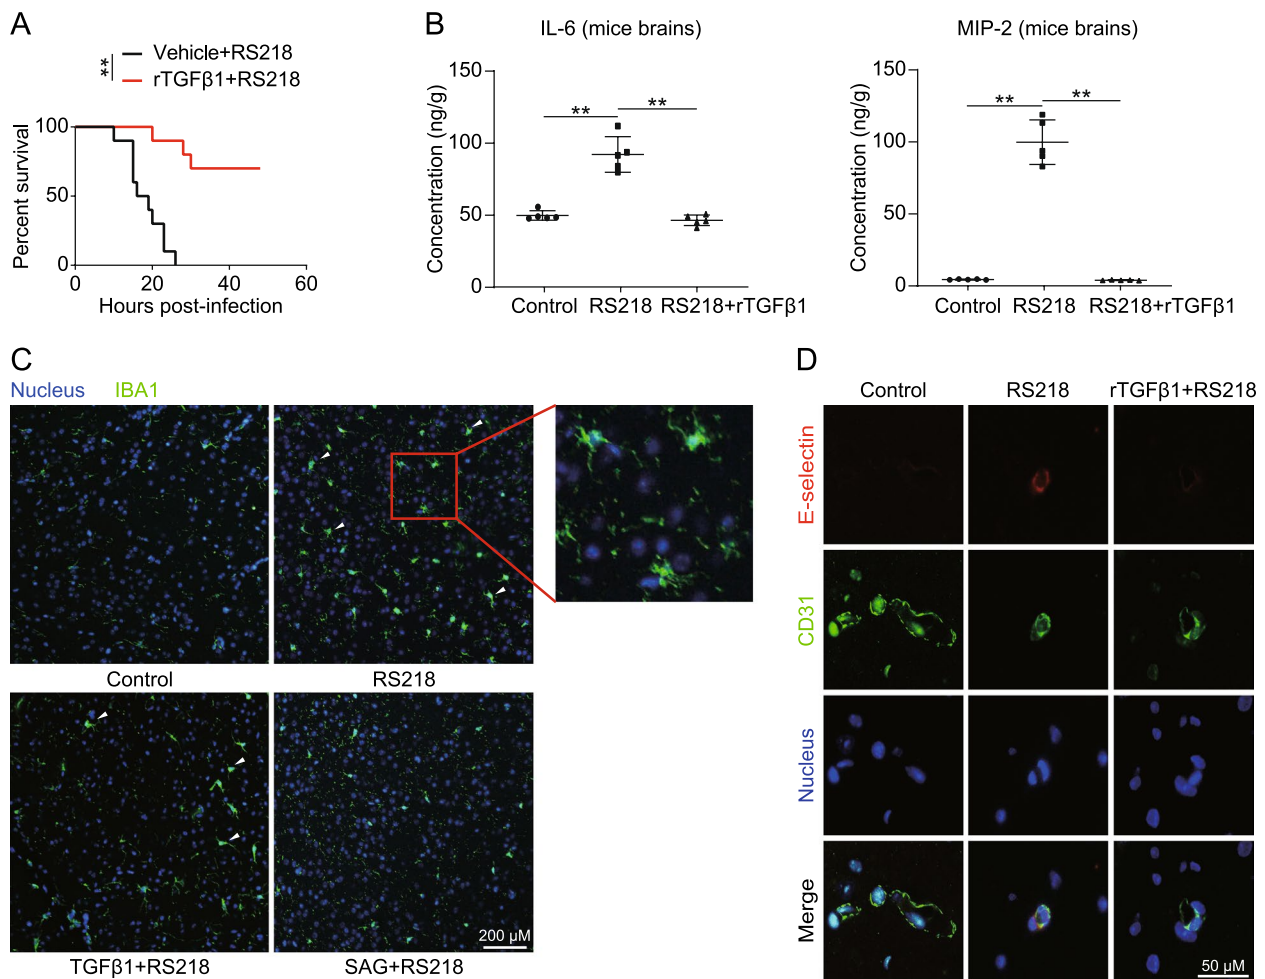 A
** Vehicle+RS218
rTGFβ1+RS218
Percent survival
100
50
0
0 20 40 60
Hours post-infection
B
IL-6 (mice brains)
Concentration (ng/g)
150
100
50
0
** **
Control RS218 RS218+rTGFβ1
MIP-2 (mice brains)
Concentration (ng/g)
150
100
50
0
** **
Control RS218 RS218+rTGFβ1
C
Nucleus IBA1
Control RS218
200 μM
TGFβ1+RS218 SAG+RS218
D
Control RS218 rTGFβ1+RS218
E-selectin
CD31
Nucleus
Merge
50 μM